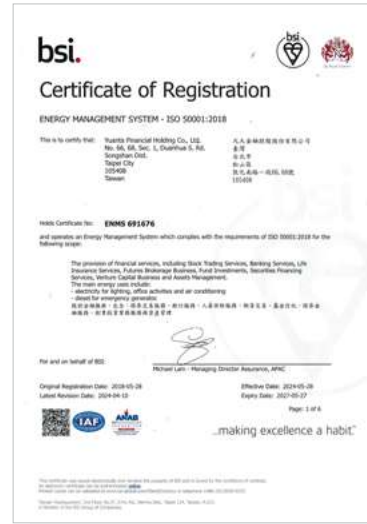 bsi.
bsi
Certificate of Registration
ENERGY MANAGEMENT SYSTEM - ISO 50001:2018
This is to certify that:
Yuanta Financial Holding Co., Ltd.
No. 66, 68, Sec. 1, Dunhua S. Rd.
Songshan Dist.
Taipei City
105408
Taiwan
元大金融控股股份有限公司
臺灣
台北市
松山區
敦化南路一段66, 68號
105408
Holds Certificate No:
ENMS 691676
and operates an Energy Management System which complies with the requirements of ISO 50001:2018 for the
following scope:
The provision of financial services, including Stock Trading Services, Banking Services, Life
Insurance Services, Futures Brokerage Business, Fund Investments, Securities Financing
Services, Venture Capital Business and Assets Management.
The main energy uses include:
- electricity for lighting, office activities and air conditioning
- diesel for emergency generator
For and on behalf of BSI:
Michael Lam - Managing Director Assurance, APAC
Original Registration Date: 2018-05-28
Effective Date: 2024-05-28
Latest Revision Date: 2024-04-10
Expiry Date: 2027-05-27
Page: 1 of 6
IAF
ANAB
...making excellence a habit.